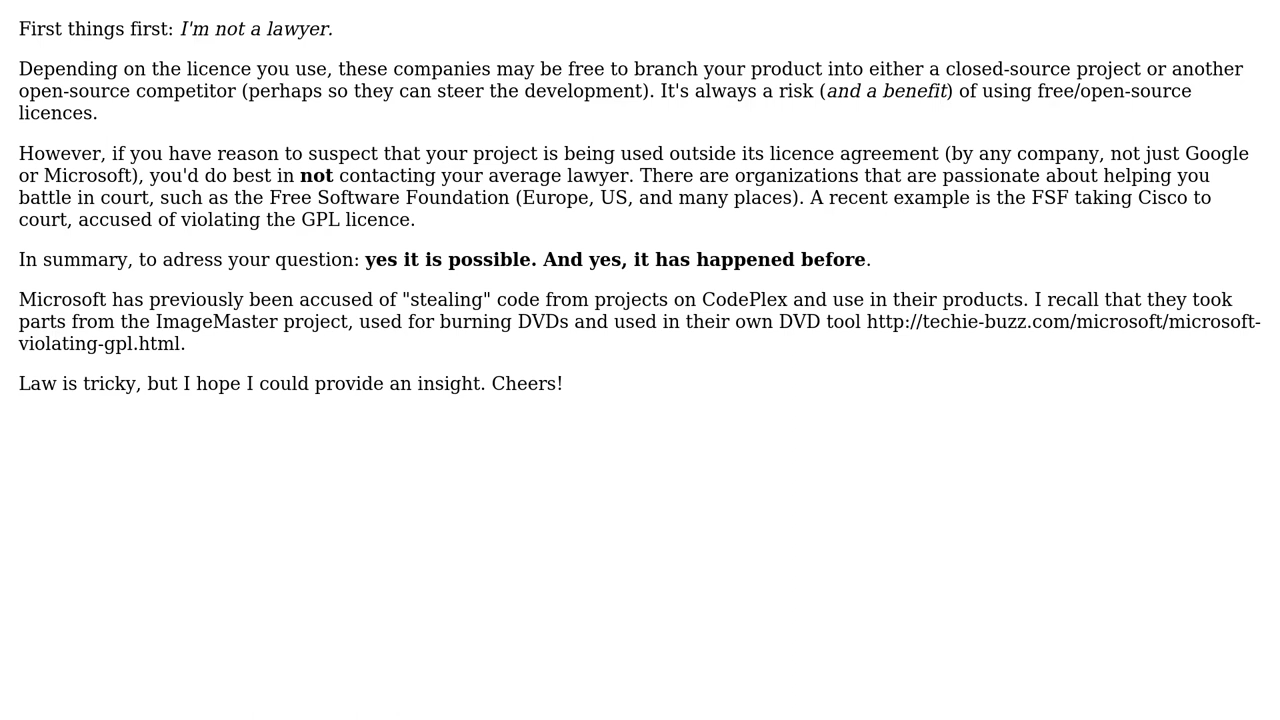 First things first: I'm not a lawyer.
Depending on the licence you use, these companies may be free to branch your product into either a closed-source project or another
open-source competitor (perhaps so they can steer the development). It's always a risk (and a benefit) of using free/open-source
licences.
However, if you have reason to suspect that your project is being used outside its licence agreement (by any company, not just Google
or Microsoft), you'd do best in not contacting your average lawyer. There are organizations that are passionate about helping you
battle in court, such as the Free Software Foundation (Europe, US, and many places). A recent example is the FSF taking Cisco to
court, accused of violating the GPL licence.
In summary, to adress your question: yes it is possible. And yes, it has happened before.
Microsoft has previously been accused of "stealing" code from projects on CodePlex and use in their products. I recall that they took
parts from the ImageMaster project, used for burning DVDs and used in their own DVD tool http://techie-buzz.com/microsoft/microsoft-
violating-gpl.html.
Law is tricky, but I hope I could provide an insight. Cheers!